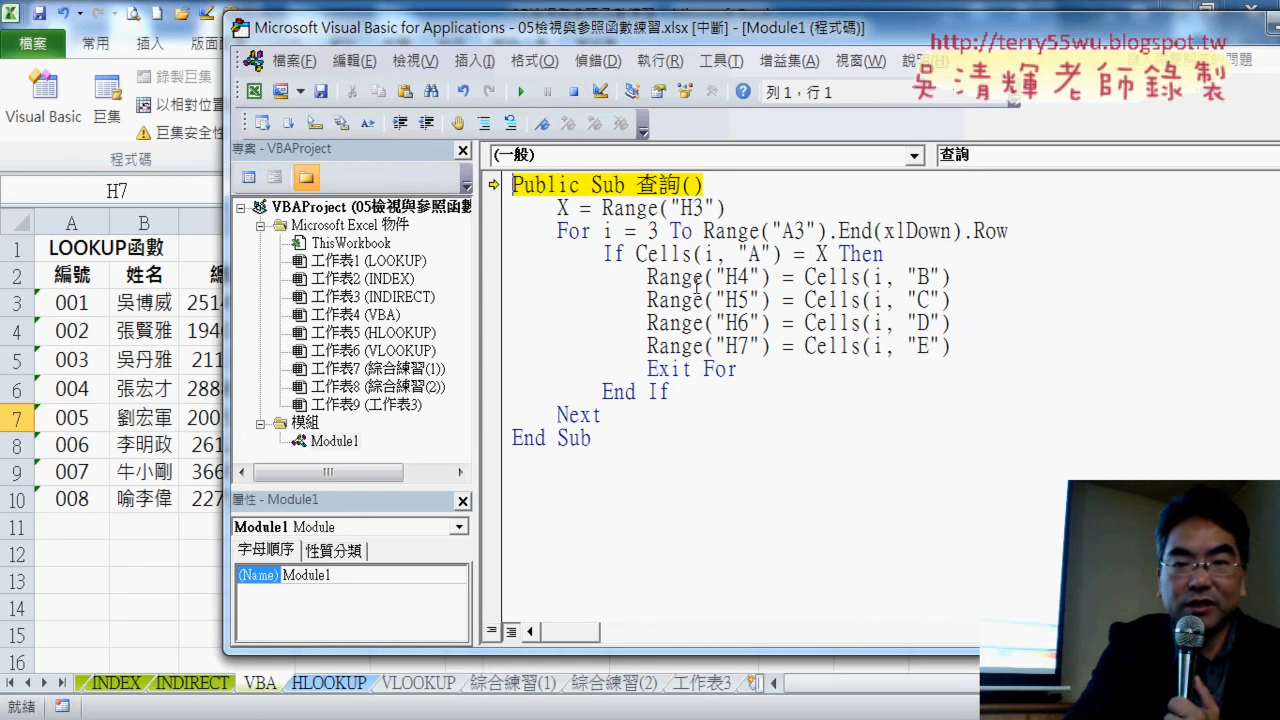 Microsoft Visual Basic for Applications - 05檢視與參照函數練習.xlsx [中斷] - [Module1 (程式碼)]
http://terry55wu.blogspot.tw
吳清輝老師錄製
檔案 常用 插入 版面
檔案(F) 編輯(E) 檢視(V) 插入(I) 格式(O) 偵錯(D) 執行(R) 工具(T) 增益集(A) 視窗(W)
列 1，行 1
Visual Basic 巨集
錄製巨集
以相對位置
巨集安全性
程式碼
專案 - VBAProject
(一般) 查詢
H7
VBAProject (05檢視與參照函數
Microsoft Excel 物件
ThisWorkbook
工作表1 (LOOKUP)
工作表2 (INDEX)
工作表3 (INDIRECT)
工作表4 (VBA)
工作表5 (HLOOKUP)
工作表6 (VLOOKUP)
工作表7 (綜合練習(1))
工作表8 (綜合練習(2))
工作表9 (工作表3)
模組
Module1
Public Sub 查詢()
X = Range("H3")
For i = 3 To Range("A3").End(xlDown).Row
If Cells(i, "A") = X Then
Range("H4") = Cells(i, "B")
Range("H5") = Cells(i, "C")
Range("H6") = Cells(i, "D")
Range("H7") = Cells(i, "E")
Exit For
End If
Next
End Sub
A B
1 LOOKUP函數
2 編號 姓名
3 001 吳博威 2514
4 002 張賢雅 1940
5 003 吳丹雅 211
6 004 張宏才 288
7 005 劉宏軍 200
8 006 李明政 261
9 007 牛小剛 366
10 008 喻李偉 227
11
12
13
14
15
16
屬性 - Module1
Module1 Module
字母順序 性質分類
(Name) Module1
INDEX INDIRECT VBA HLOOKUP VLOOKUP 綜合練習(1) 綜合練習(2) 工作表3
就緒